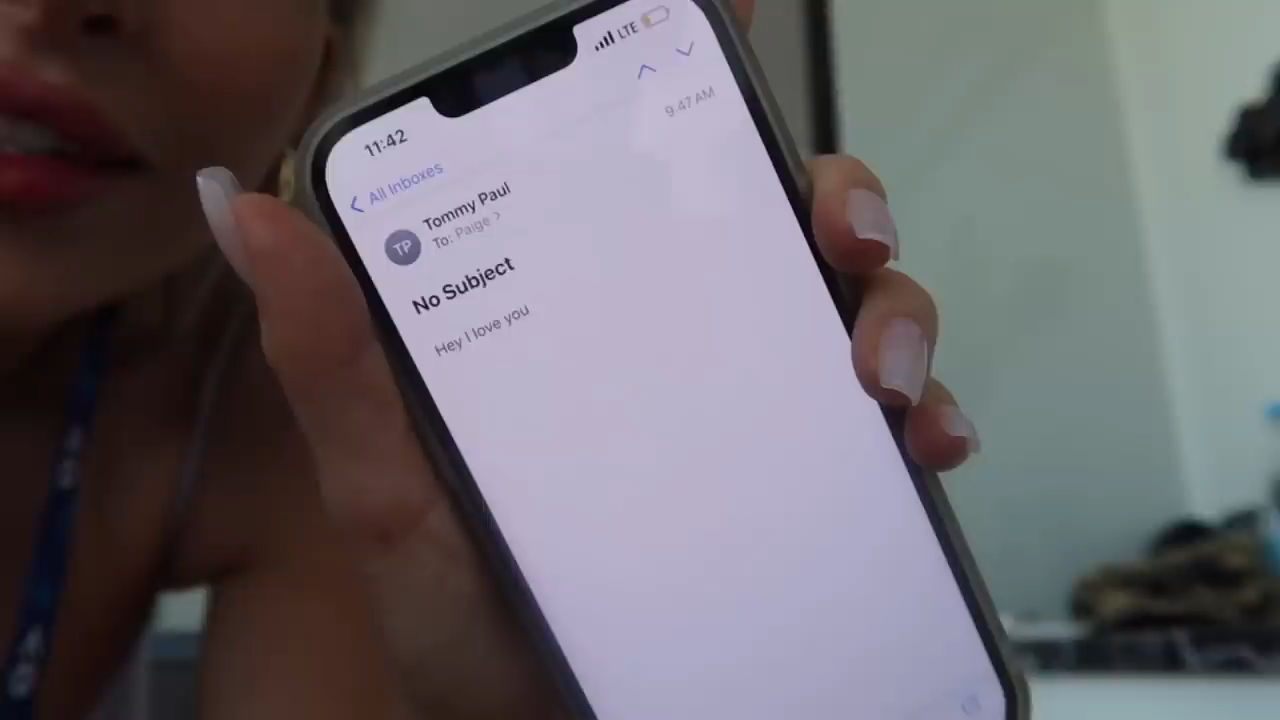 11:42
LTE
All Inboxes
9:47 AM
TP
Tommy Paul
To: Paige
No Subject
Hey I love you